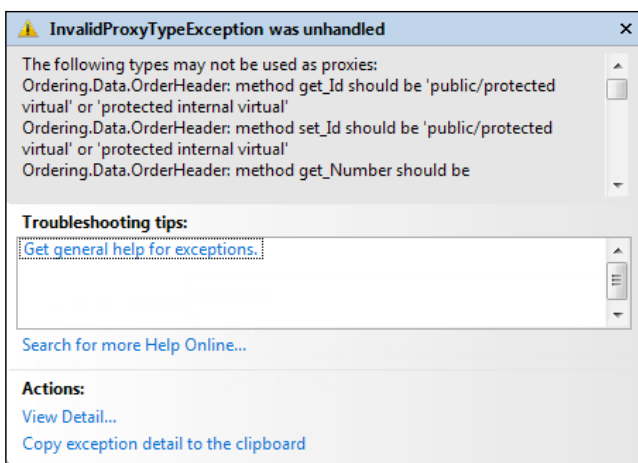 InvalidProxyTypeException was unhandled
The following types may not be used as proxies:
Ordering.Data.OrderHeader: method get_Id should be 'public/protected
virtual' or 'protected internal virtual'
Ordering.Data.OrderHeader: method set_Id should be 'public/protected
virtual' or 'protected internal virtual'
Ordering.Data.OrderHeader: method get_Number should be
Troubleshooting tips:
Get general help for exceptions.
Search for more Help Online...
Actions:
View Detail...
Copy exception detail to the clipboard